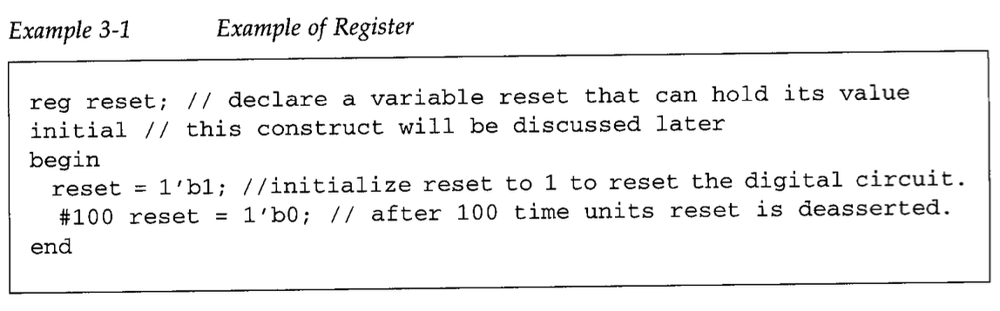 Example 3-1 Example of Register
reg reset; // declare a variable reset that can hold its value
initial // this construct will be discussed later
begin
reset = 1'b1; //initialize reset to 1 to reset the digital circuit.
#100 reset = 1'b0; // after 100 time units reset is deasserted.
end